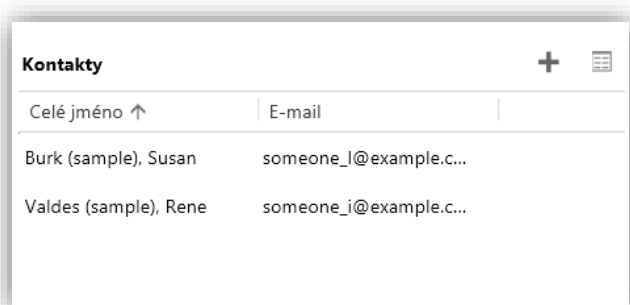 Kontakty
Celé jméno E-mail
Burk (sample), Susan someone_l@example.c...
Valdes (sample), Rene someone_i@example.c...